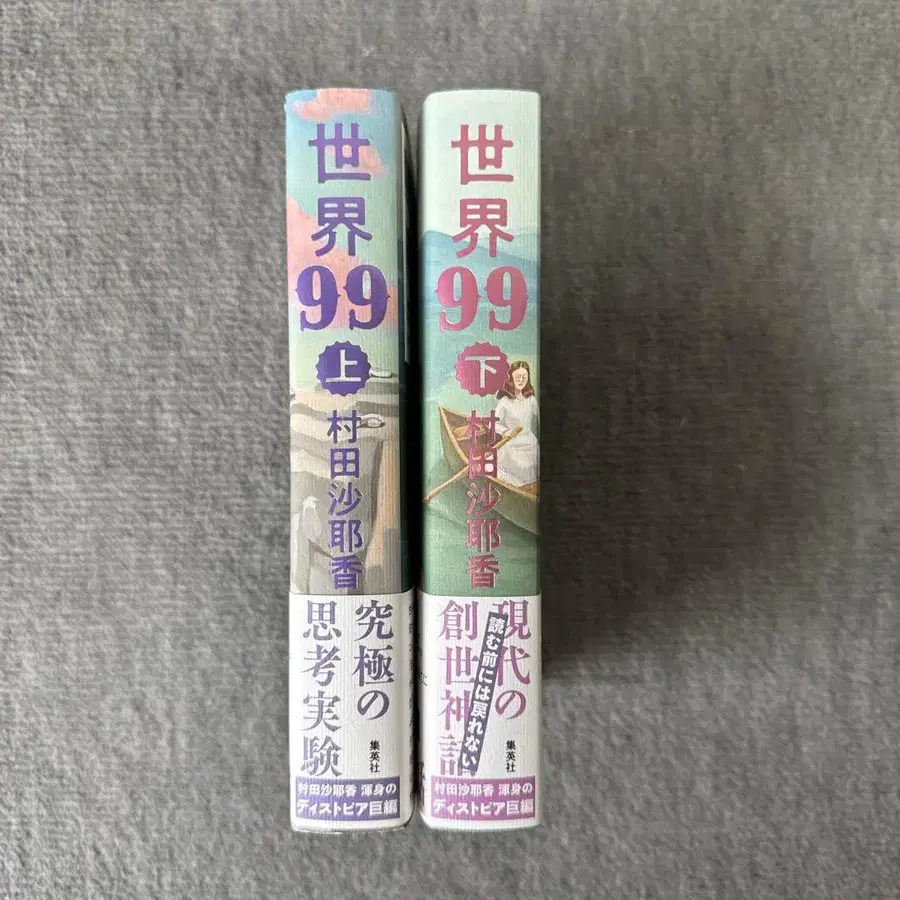 世界99
上
村田沙耶香
究極の
思考実験
集英社
村田沙耶香 渾身の
ディストピア巨編
世界99
下
村田沙耶香
現代の
創世神話
読む前には戻れない
集英社
村田沙耶香 渾身の
ディストピア巨編